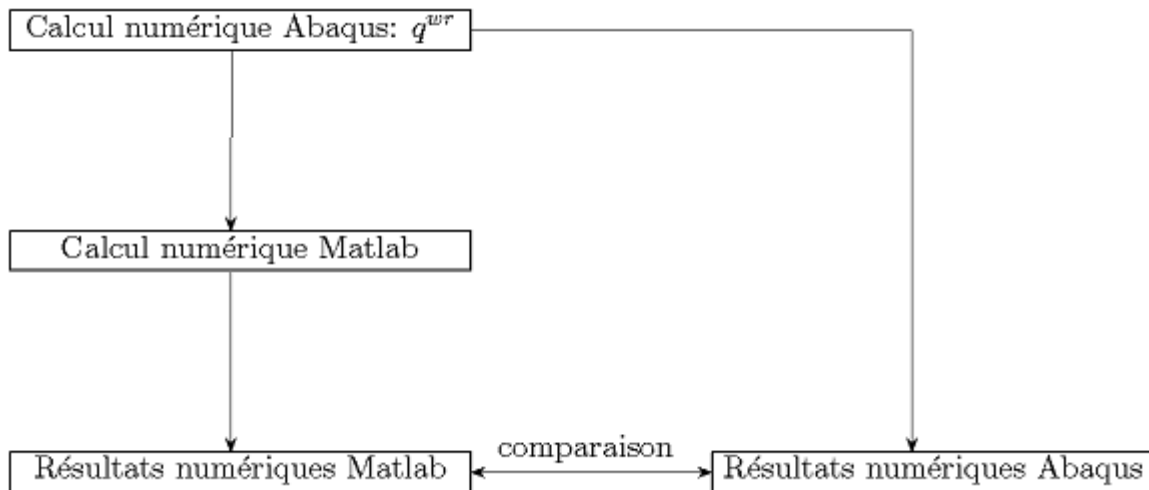 Calcul numérique Abaqus: q^{wr}
Calcul numérique Matlab
comparaison
Résultats numériques Matlab
Résultats numériques Abaqus